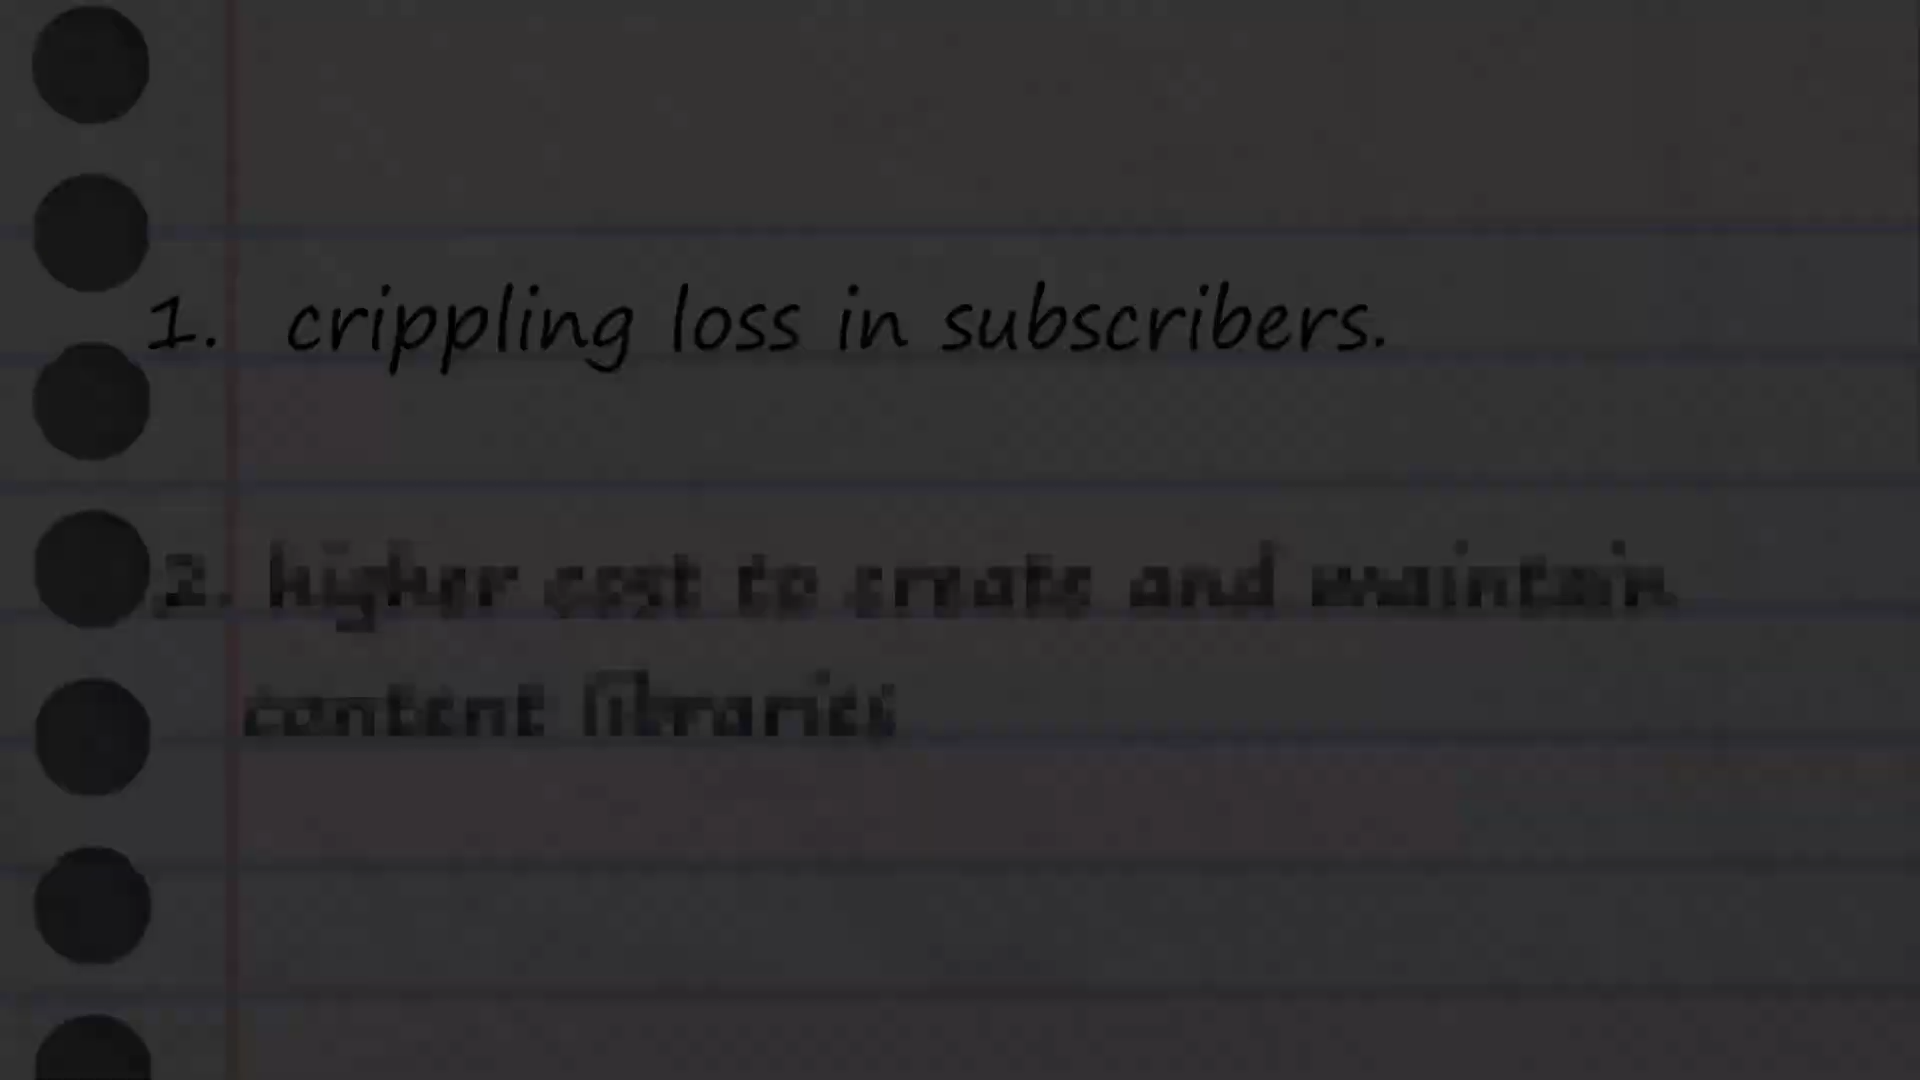 1. crippling loss in subscribers.
2. higher cost to create and maintain
content libraries